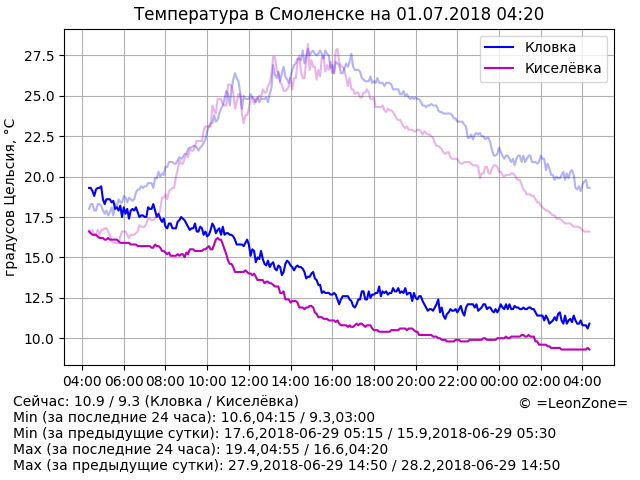 Температура в Смоленске на 01.07.2018 04:20
градусов Цельсия, °C
27.5
25.0
22.5
20.0
17.5
15.0
12.5
10.0
Кловка
Киселёвка
04:00 06:00 08:00 10:00 12:00 14:00 16:00 18:00 20:00 22:00 00:00 02:00 04:00
Сейчас: 10.9 / 9.3 (Кловка / Киселёвка)
© =LeonZone=
Min (за последние 24 часа): 10.6,04:15 / 9.3,03:00
Min (за предыдущие сутки): 17.6,2018-06-29 05:15 / 15.9,2018-06-29 05:30
Max (за последние 24 часа): 19.4,04:55 / 16.6,04:20
Max (за предыдущие сутки): 27.9,2018-06-29 14:50 / 28.2,2018-06-29 14:50